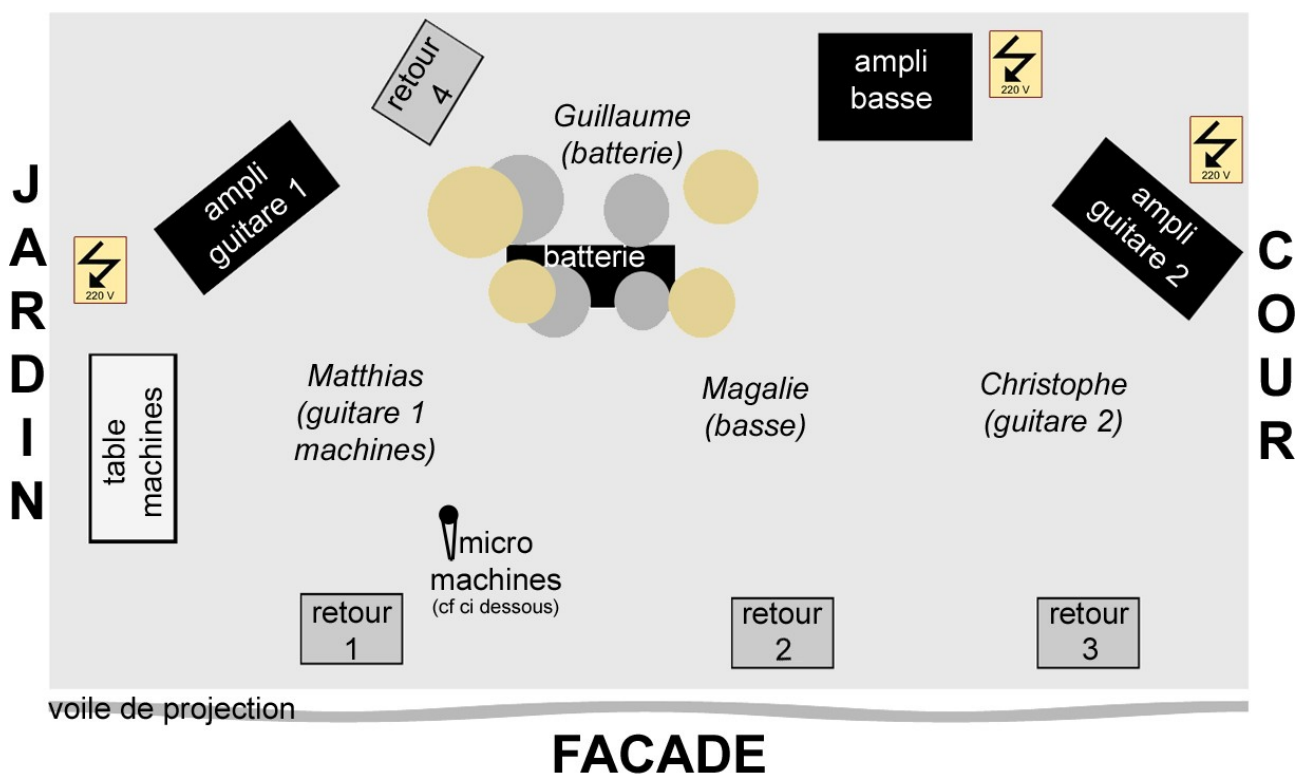 retour
4
ampli
basse
220 V
Guillaume
(batterie)
ampli
guitare 1
220 V
ampli
guitare 2
220 V
JARDIN
COUR
batterie
table
machines
Matthias
(guitare 1
machines)
Magalie
(basse)
Christophe
(guitare 2)
micro
machines
(cf ci dessous)
retour
1
retour
2
retour
3
voile de projection
FACADE